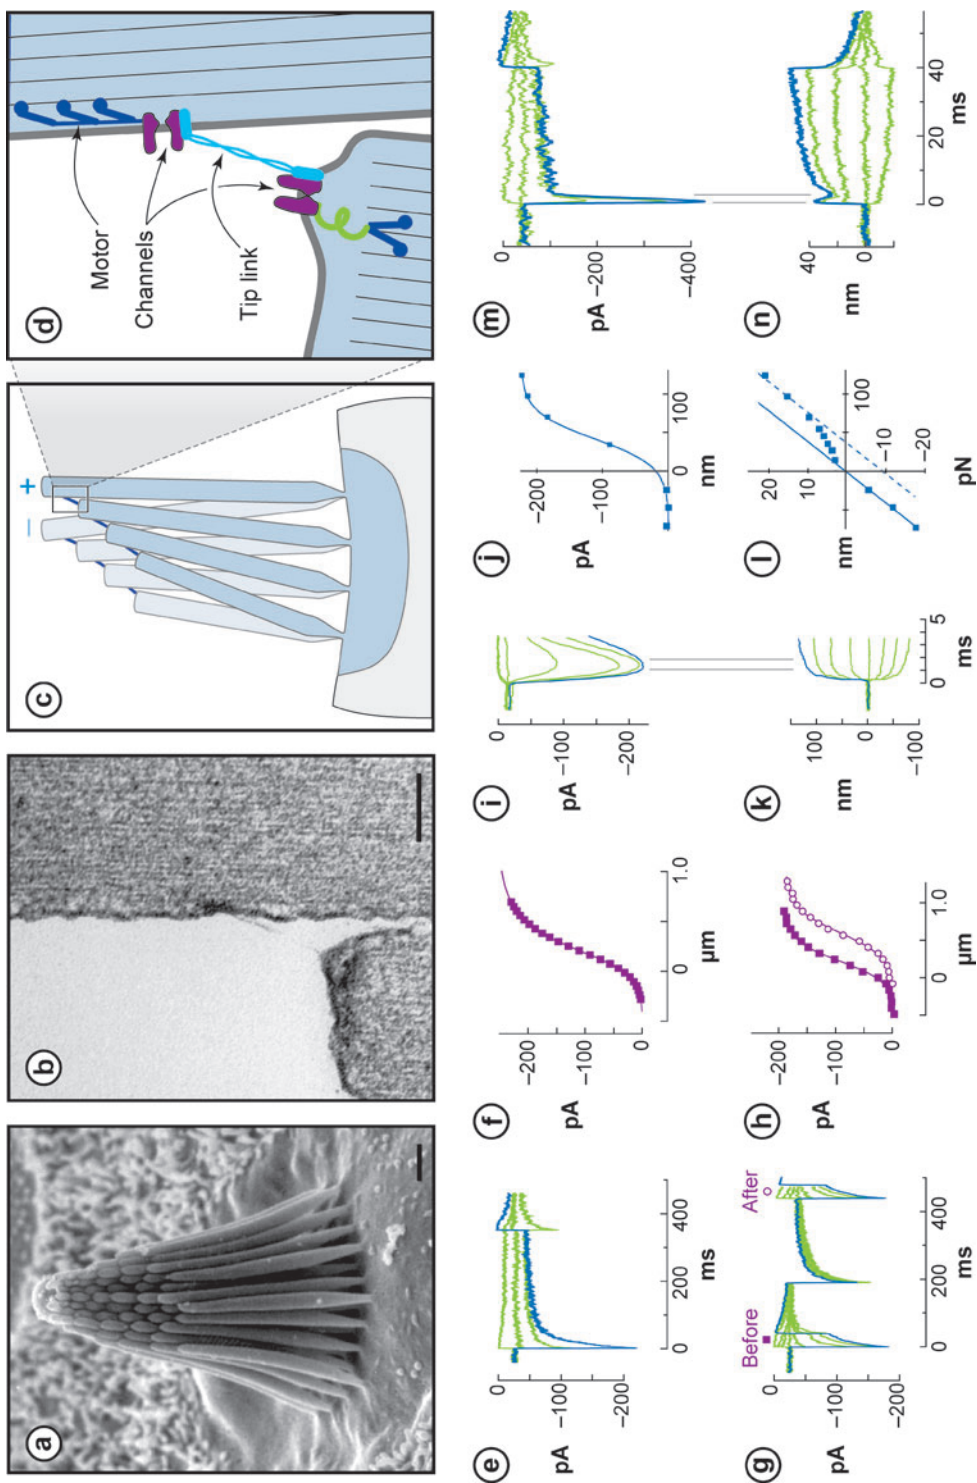 a
b
c
– +
d
Motor
Channels
Tip link
e
0
−100
−200
pA
0 200 400
ms
f
−200
−100
0
pA
0 1.0
µm
g
Before
After
0
−100
−200
pA
0 200 400
ms
h
−200
−100
0
pA
0 1.0
µm
i
0
−100
−200
pA
j
−200
−100
0
pA
0 100
nm
k
100
0
−100
nm
0 5
ms
l
20
10
−10
−20
pN
100
nm
m
0
−200
−400
pA
0 20 40
ms
n
40
0
nm